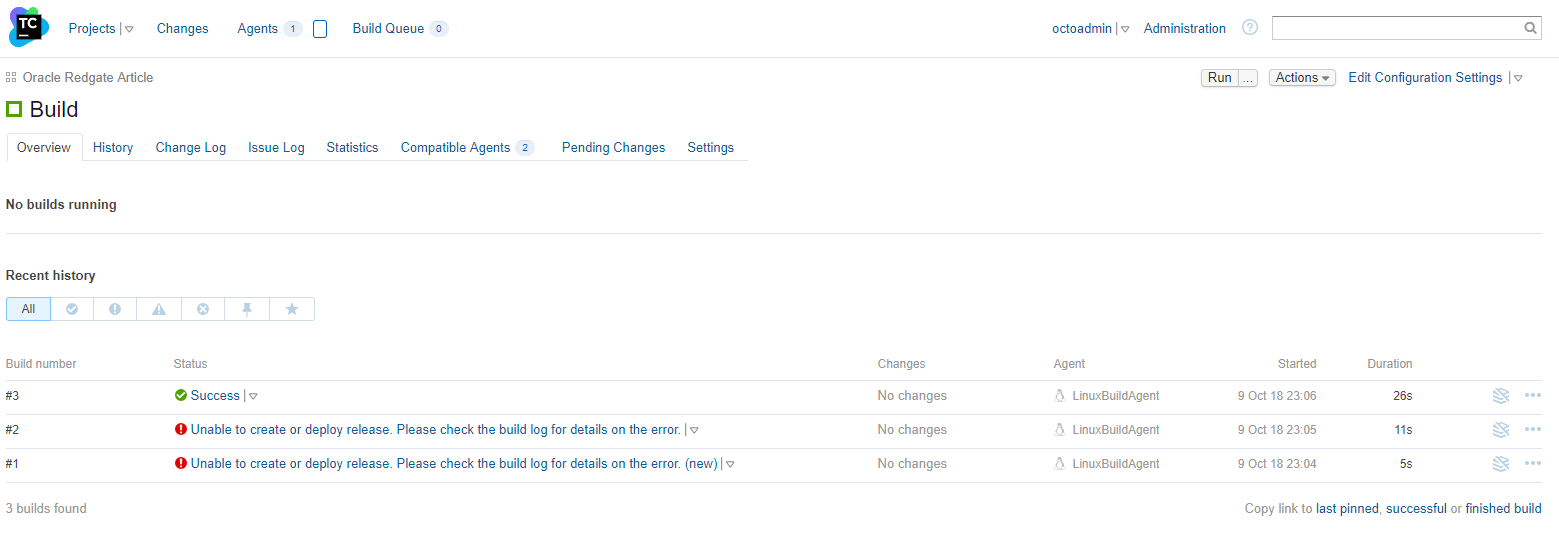 TC Projects Changes Agents 1 Build Queue 0 octoadmin Administration ?
Oracle Redgate Article Run ... Actions Edit Configuration Settings
Build
Overview History Change Log Issue Log Statistics Compatible Agents 2 Pending Changes Settings
No builds running
Recent history
All
Build number Status Changes Agent Started Duration
#3 Success No changes LinuxBuildAgent 9 Oct 18 23:06 26s
#2 Unable to create or deploy release. Please check the build log for details on the error. No changes LinuxBuildAgent 9 Oct 18 23:05 11s
#1 Unable to create or deploy release. Please check the build log for details on the error. (new) No changes LinuxBuildAgent 9 Oct 18 23:04 5s
3 builds found Copy link to last pinned, successful or finished build